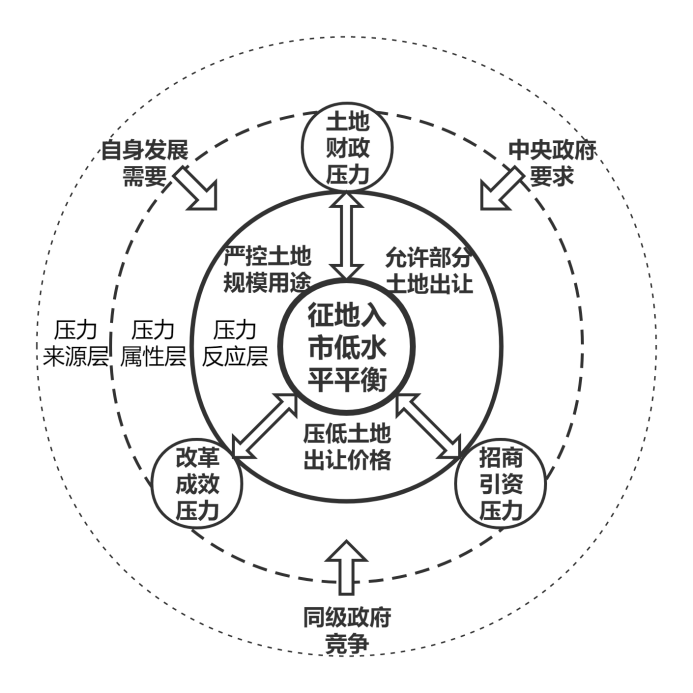 土地
财政
压力
自身发展
需要
中央政府
要求
严控土地
规模用途
允许部分
土地出让
征地入
市低水
平平衡
压力
来源层
压力
属性层
压力
反应层
压低土地
出让价格
改革
成效
压力
招商
引资
压力
同级政府
竞争